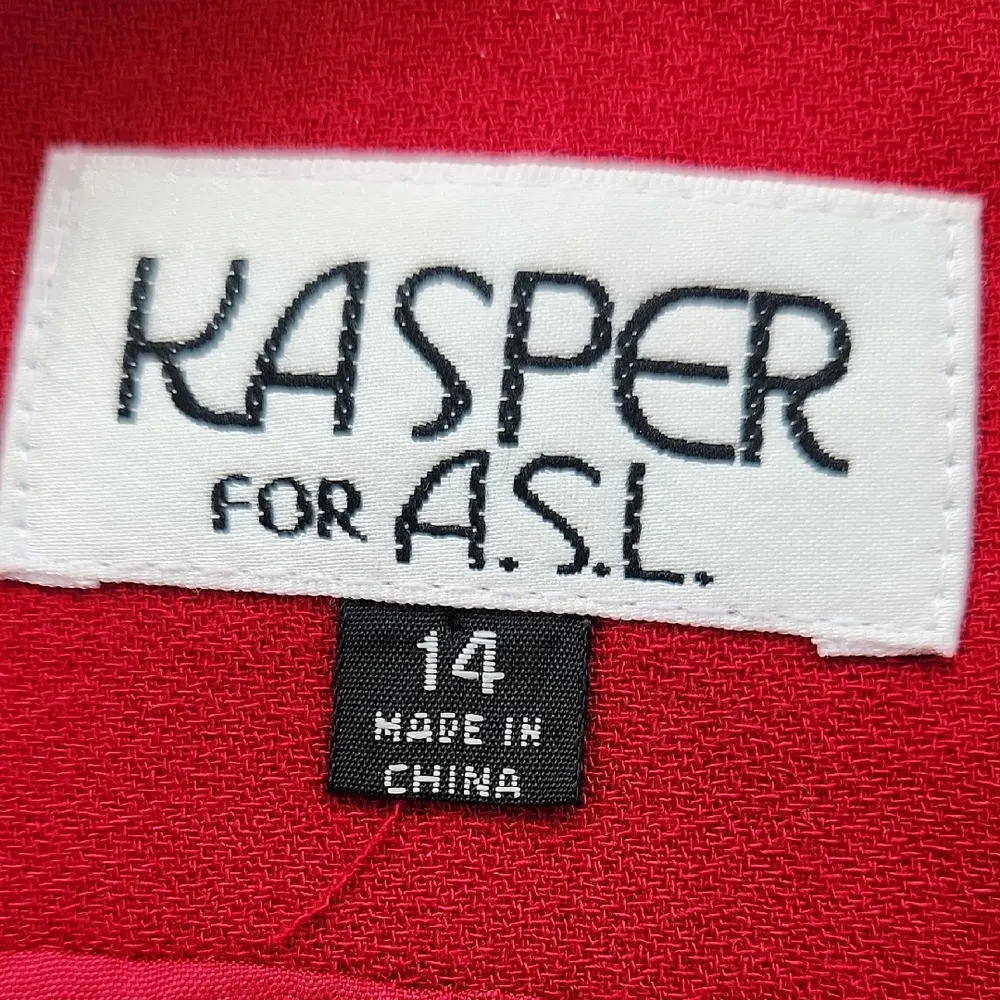 KASPER
FOR A.S.L.
14
MADE IN
CHINA